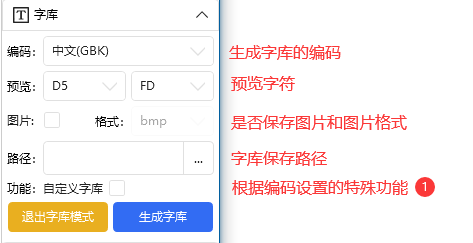 T 字库
编码： 中文(GBK) 生成字库的编码
预览： D5 FD 预览字符
图片： 格式： bmp 是否保存图片和图片格式
路径： ... 字库保存路径
功能： 自定义字库 根据编码设置的特殊功能 1
退出字库模式 生成字库